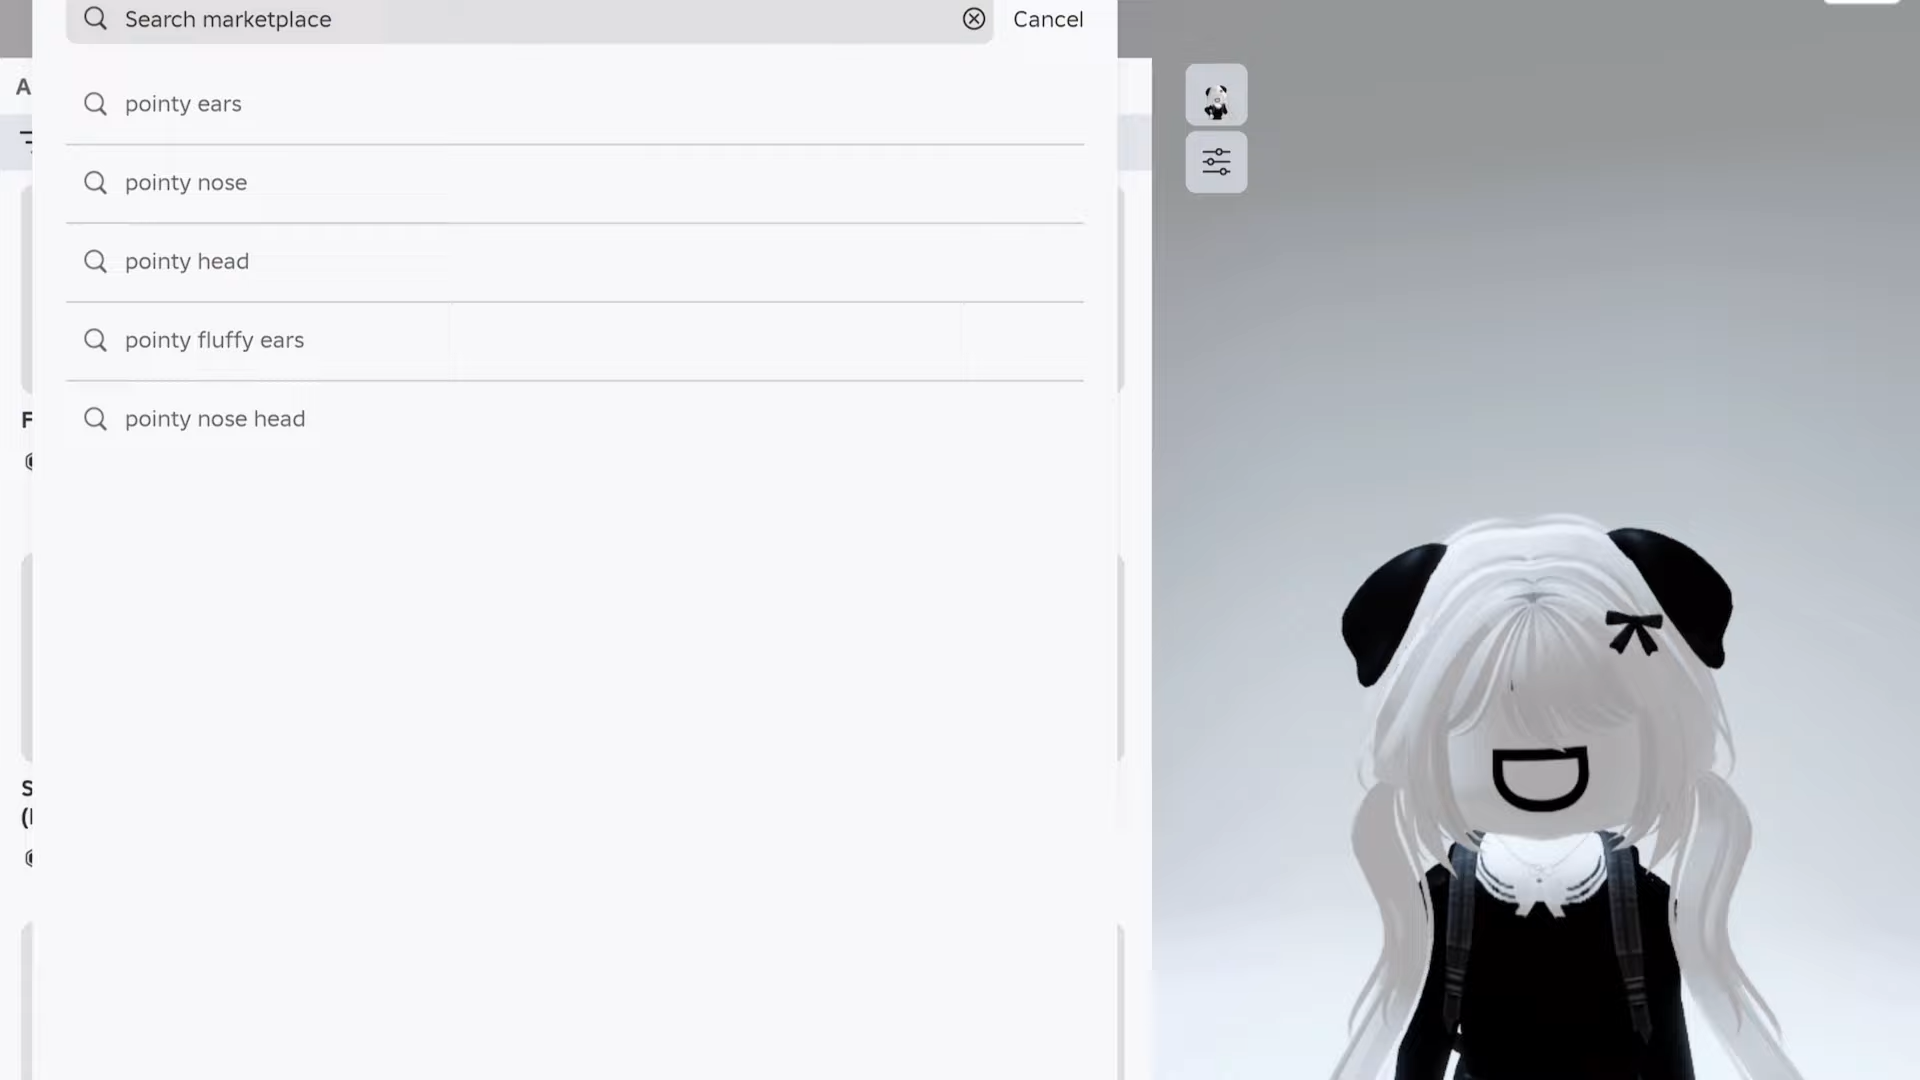 Search marketplace
Cancel
pointy ears
pointy nose
pointy head
pointy fluffy ears
pointy nose head
A
F
S
(